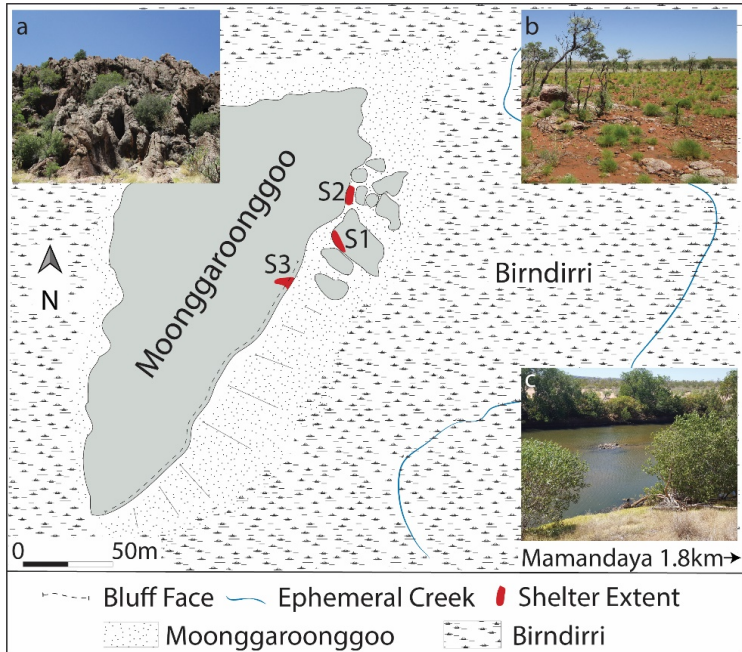 a
b
S2
S1
S3
Moonggaroonggoo
N
Birndirri
c
0 50m
Mamandaya 1.8km
Bluff Face Ephemeral Creek Shelter Extent
Moonggaroonggoo Birndirri